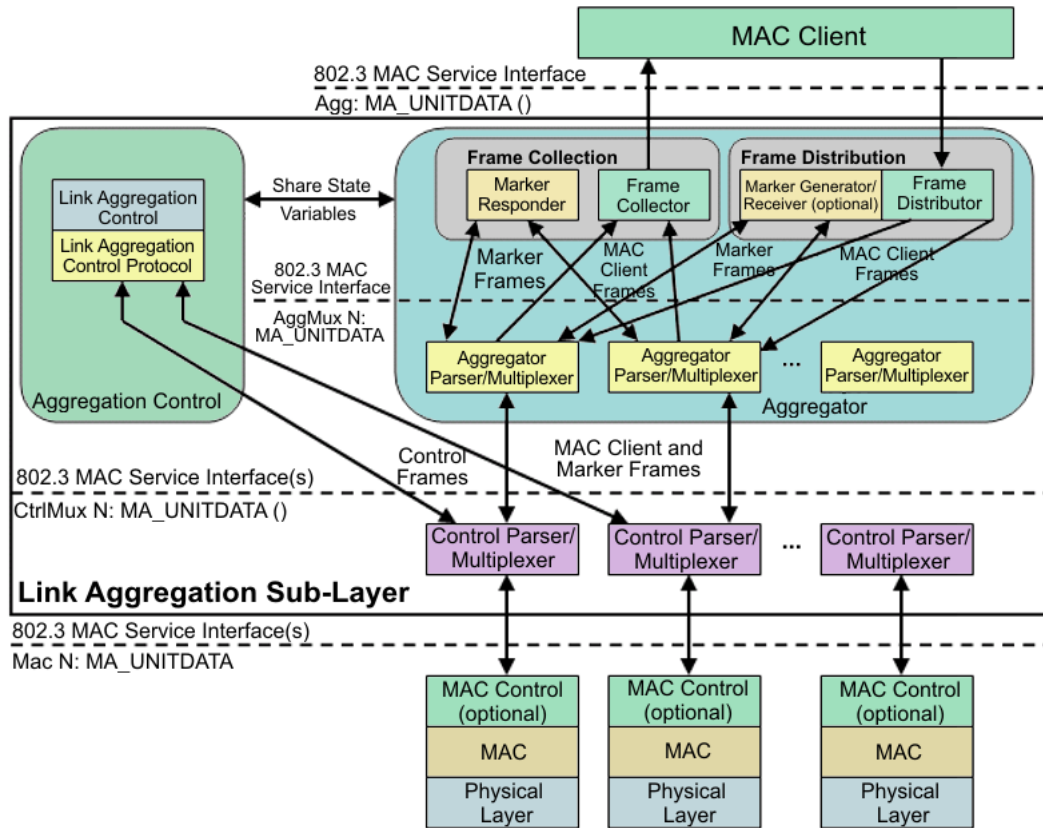 MAC Client
802.3 MAC Service Interface
Agg: MA_UNITDATA ()
Frame Collection
Frame Distribution
Link Aggregation
Control
Link Aggregation
Control Protocol
Share State
Variables
Marker
Responder
Frame
Collector
Marker Generator/
Receiver (optional)
Frame
Distributor
802.3 MAC
Service Interface
Marker
Frames
MAC
Client
Frames
Marker
Frames
MAC Client
Frames
AggMux N:
MA_UNITDATA
Aggregator
Parser/Multiplexer
Aggregator
Parser/Multiplexer
...
Aggregator
Parser/Multiplexer
Aggregation Control
Aggregator
Control
Frames
MAC Client and
Marker Frames
802.3 MAC Service Interface(s)
CtrlMux N: MA_UNITDATA ()
Control Parser/
Multiplexer
Control Parser/
Multiplexer
...
Control Parser/
Multiplexer
Link Aggregation Sub-Layer
802.3 MAC Service Interface(s)
Mac N: MA_UNITDATA
MAC Control
(optional)
MAC
Physical
Layer
MAC Control
(optional)
MAC
Physical
Layer
MAC Control
(optional)
MAC
Physical
Layer